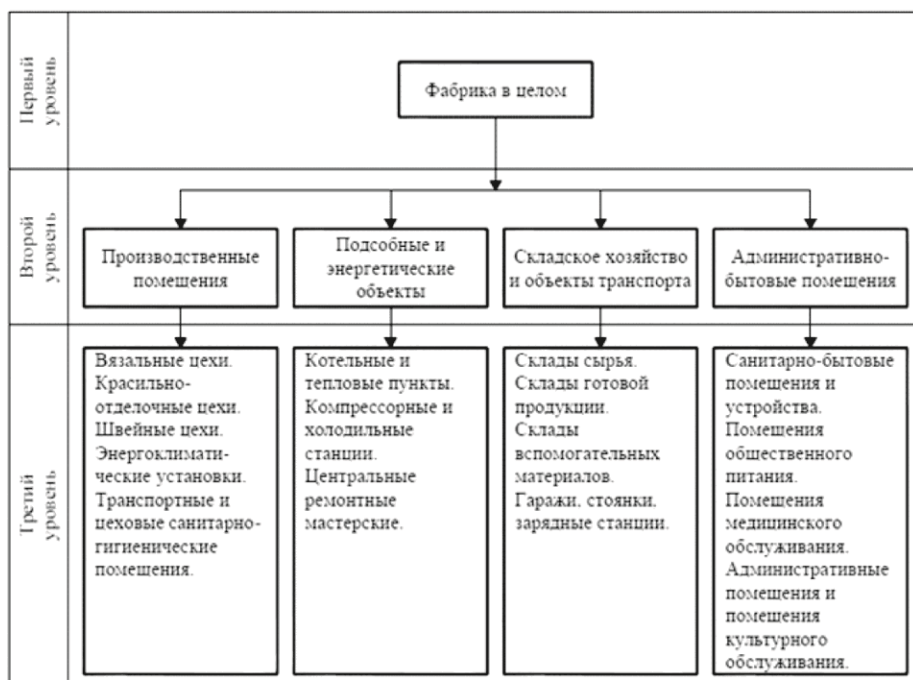 Первый
уровень
Фабрика в целом
Второй
уровень
Производственные
помещения
Подсобные и
энергетические
объекты
Складское хозяйство
и объекты транспорта
Административно-
бытовые помещения
Третий
уровень
Вязальные цехи.
Красильно-
отделочные цехи.
Швейные цехи.
Энергоклимати-
ческие установки.
Транспортные и
цеховые санитарно-
гигиенические
помещения.
Котельные и
тепловые пункты.
Компрессорные и
холодильные
станции.
Центральные
ремонтные
мастерские.
Склады сырья.
Склады готовой
продукции.
Склады
вспомогательных
материалов.
Гаражи, стоянки,
зарядные станции.
Санитарно-бытовые
помещения и
устройства.
Помещения
общественного
питания.
Помещения
медицинского
обслуживания.
Административные
помещения и
помещения
культурного
обслуживания.